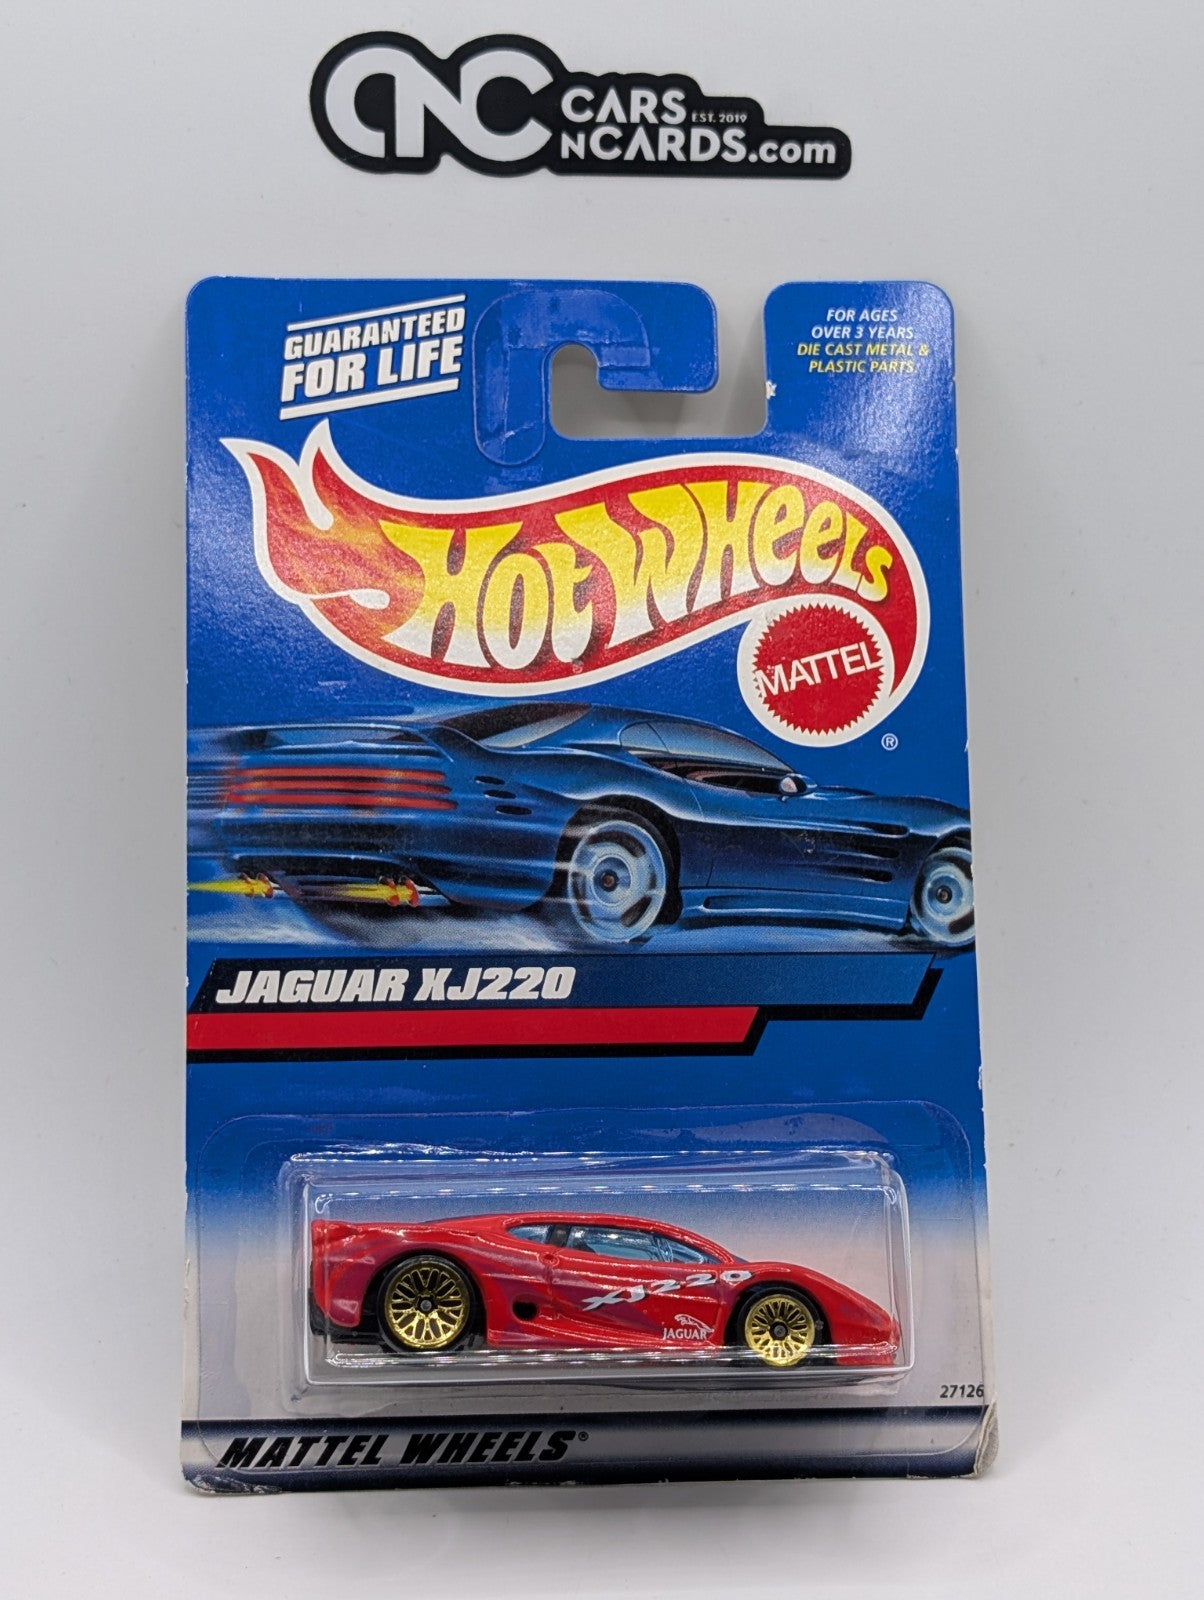 CNC CARS EST. 2019
NCARDS.com
GUARANTEED
FOR LIFE
FOR AGES
OVER 3 YEARS.
DIE CAST METAL &
PLASTIC PARTS.
HOT WHEELS
MATTEL
®
JAGUAR XJ220
XJ220
JAGUAR
27126
MATTEL WHEELS®